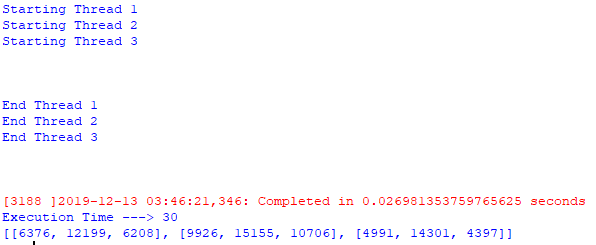 Starting Thread 1
Starting Thread 2
Starting Thread 3
End Thread 1
End Thread 2
End Thread 3
[3188 ]2019-12-13 03:46:21,346: Completed in 0.026981353759765625 seconds
Execution Time ---> 30
[[6376, 12199, 6208], [9926, 15155, 10706], [4991, 14301, 4397]]